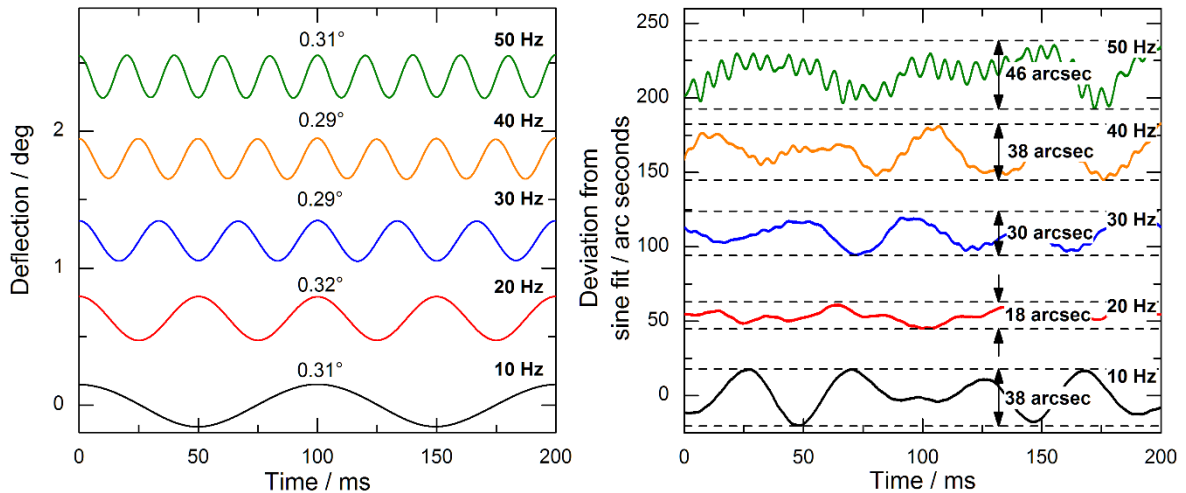 0.31°
50 Hz
0.29°
40 Hz
0.29°
30 Hz
0.32°
20 Hz
0.31°
10 Hz
2
1
0
Deflection / deg
0 50 100 150 200
Time / ms
250
200
150
100
50
0
Deviation from
sine fit / arc seconds
50 Hz
46 arcsec
40 Hz
38 arcsec
30 Hz
30 arcsec
20 Hz
18 arcsec
10 Hz
38 arcsec
0 50 100 150 200
Time / ms